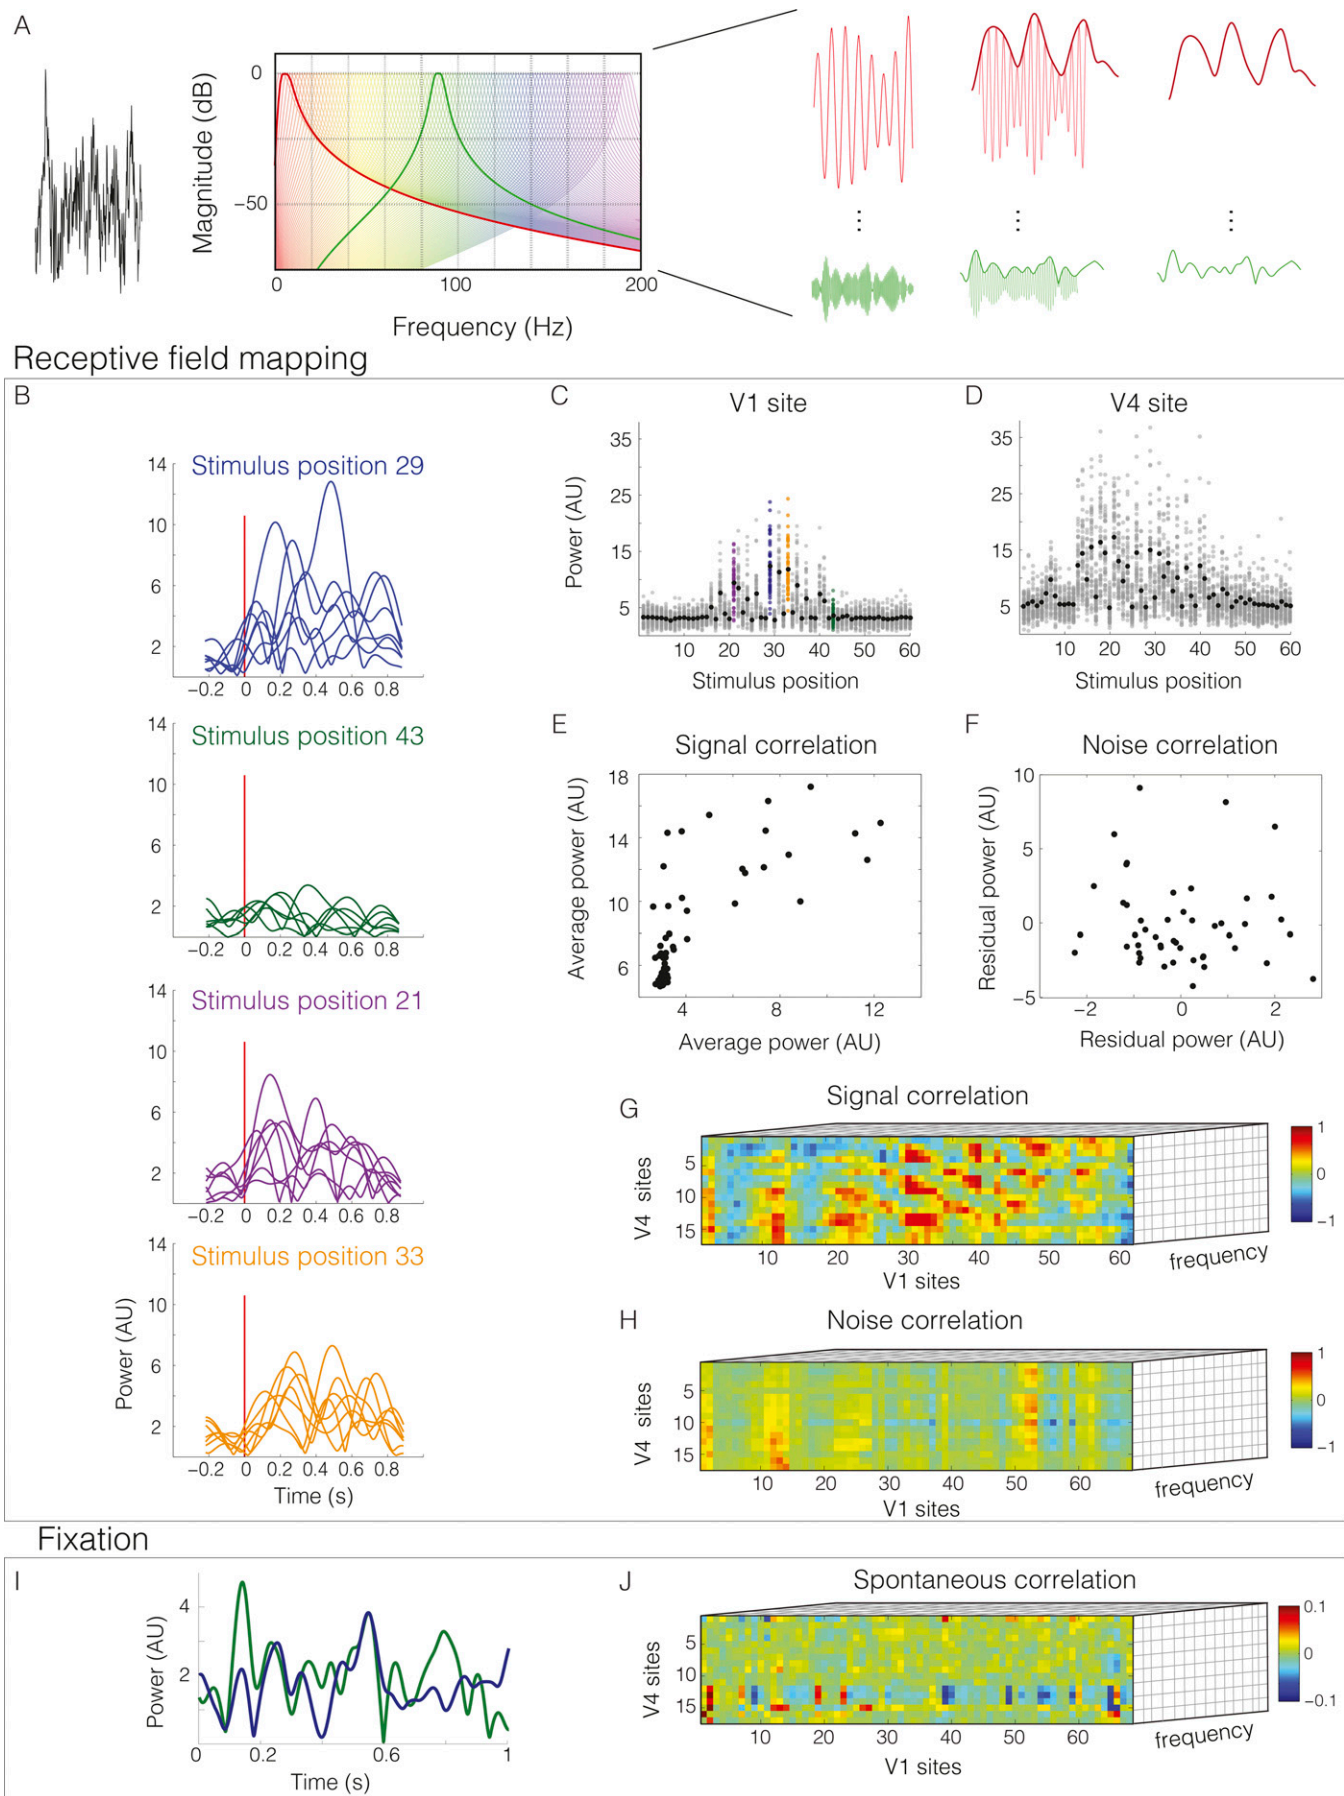 A
Magnitude (dB)
0
−50
0
100
200
Frequency (Hz)
Receptive field mapping
B
Stimulus position 29
14
10
6
2
−0.2
0
0.2
0.4
0.6
0.8
Stimulus position 43
14
10
6
2
−0.2
0
0.2
0.4
0.6
0.8
Stimulus position 21
14
10
6
2
−0.2
0
0.2
0.4
0.6
0.8
Stimulus position 33
14
10
6
2
Power (AU)
−0.2
0
0.2
0.4
0.6
0.8
Time (s)
C
V1 site
Power (AU)
35
25
15
5
10
20
30
40
50
60
Stimulus position
D
V4 site
35
25
15
5
10
20
30
40
50
60
Stimulus position
E
Signal correlation
Average power (AU)
18
14
10
6
4
8
12
Average power (AU)
F
Noise correlation
Residual power (AU)
10
5
0
−5
−2
0
2
Residual power (AU)
G
Signal correlation
V4 sites
5
10
15
10
20
30
40
50
60
V1 sites
frequency
1
0
−1
H
Noise correlation
V4 sites
5
10
15
10
20
30
40
50
60
V1 sites
frequency
1
0
−1
Fixation
I
Power (AU)
4
2
0
0.2
0.6
1
Time (s)
J
Spontaneous correlation
V4 sites
5
10
15
10
20
30
40
50
60
V1 sites
frequency
0.1
0
−0.1